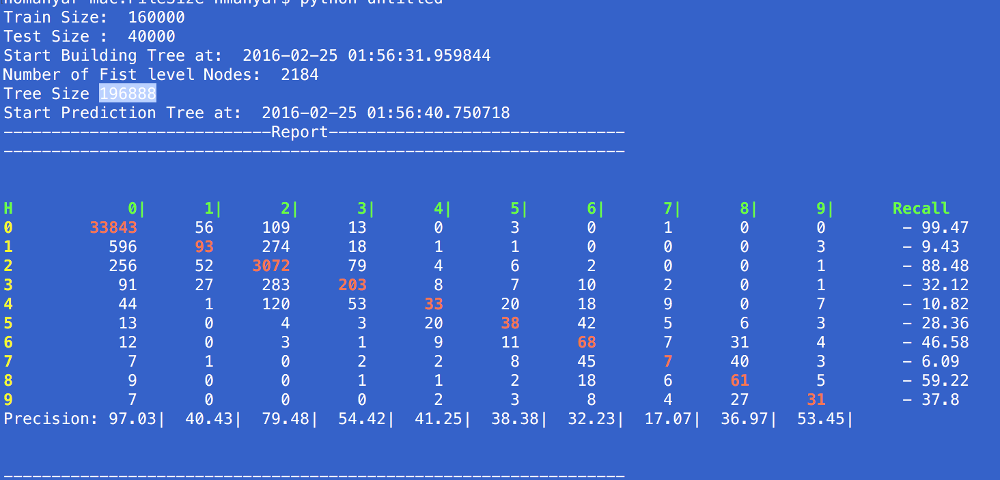 python untitled
Train Size:  160000
Test Size :  40000
Start Building Tree at:  2016-02-25 01:56:31.959844
Number of Fist level Nodes:  2184
Tree Size 196888
Start Prediction Tree at:  2016-02-25 01:56:40.750718
----------------------------Report-------------------------------
-----------------------------------------------------------------
H 0| 1| 2| 3| 4| 5| 6| 7| 8| 9| Recall
0 33843 56 109 13 0 3 0 1 0 0 - 99.47
1 596 93 274 18 1 1 0 0 0 3 - 9.43
2 256 52 3072 79 4 6 2 0 0 1 - 88.48
3 91 27 283 203 8 7 10 2 0 1 - 32.12
4 44 1 120 53 33 20 18 9 0 7 - 10.82
5 13 0 4 3 20 38 42 5 6 3 - 28.36
6 12 0 3 1 9 11 68 7 31 4 - 46.58
7 7 1 0 2 2 8 45 7 40 3 - 6.09
8 9 0 0 1 1 2 18 6 61 5 - 59.22
9 7 0 0 0 2 3 8 4 27 31 - 37.8
Precision: 97.03| 40.43| 79.48| 54.42| 41.25| 38.38| 32.23| 17.07| 36.97| 53.45|
-----------------------------------------------------------------